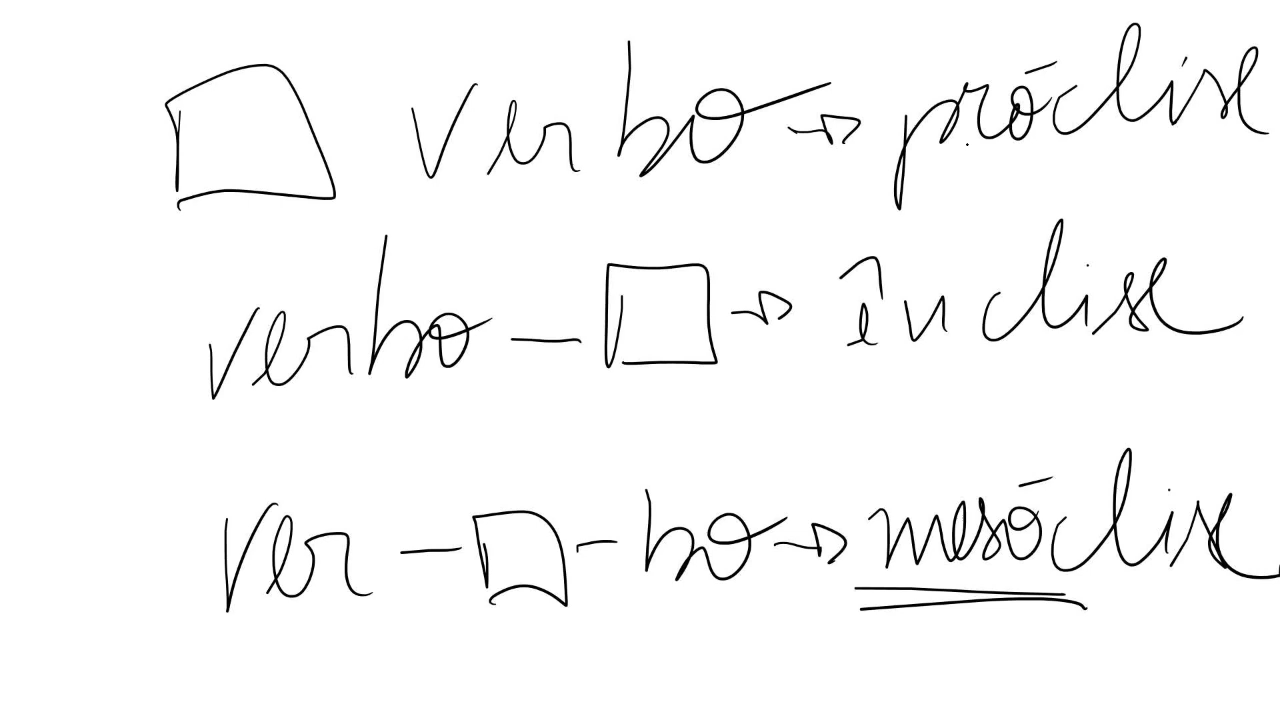 □ verbo → próclise
verbo - □ → ênclise
ver - □ - bo → mesóclise